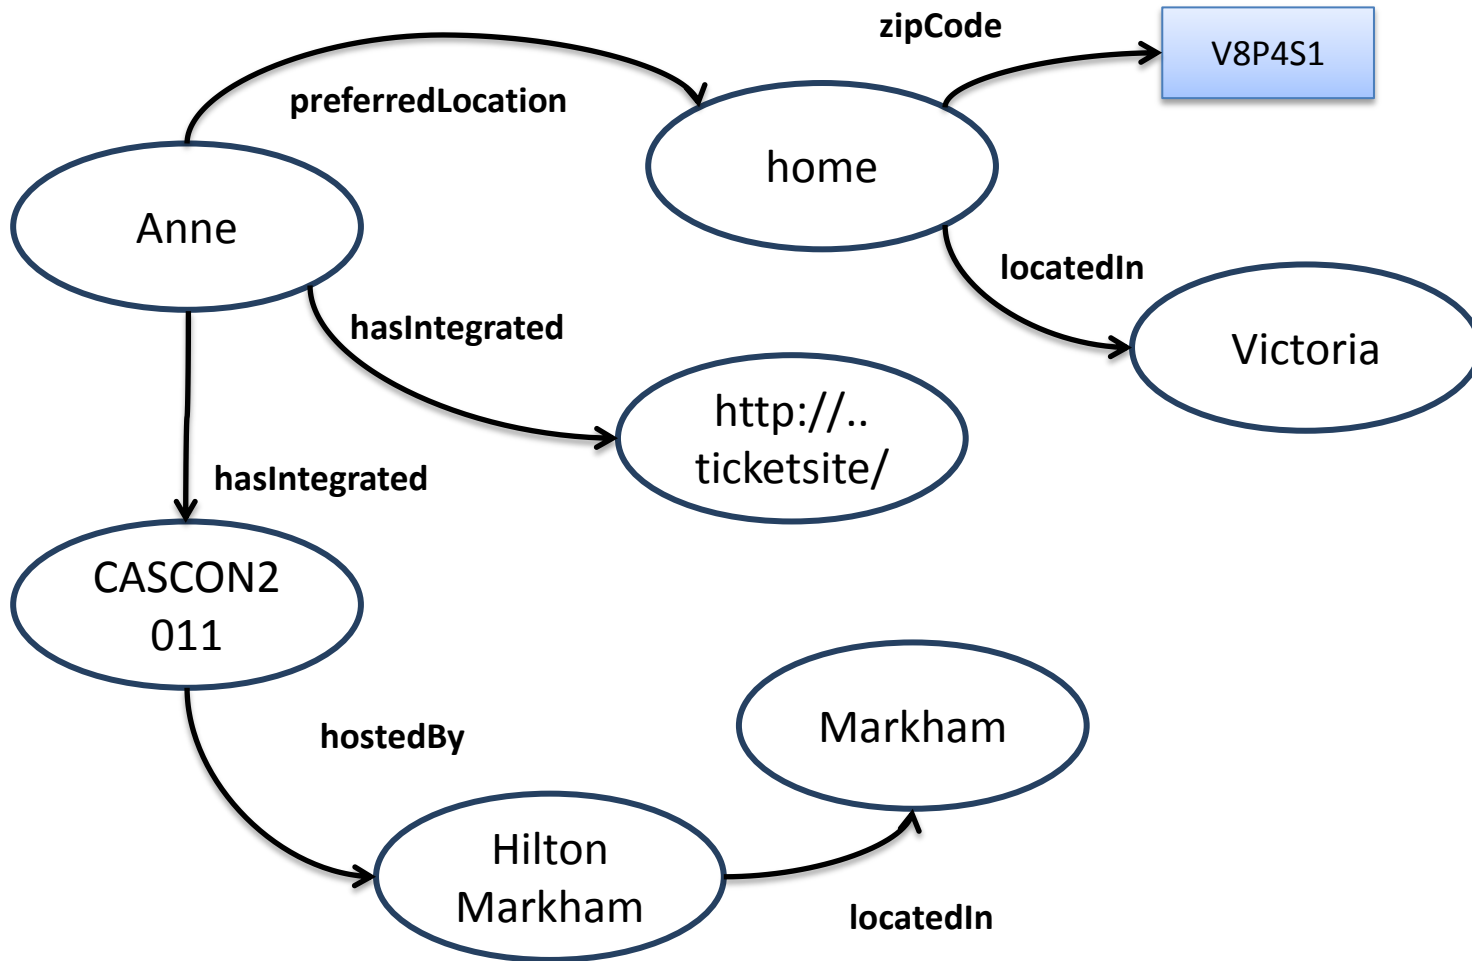 zipCode
V8P4S1
preferredLocation
home
Anne
locatedIn
hasIntegrated
Victoria
http://..
ticketsite/
hasIntegrated
CASCON2
011
Markham
hostedBy
Hilton
Markham
locatedIn